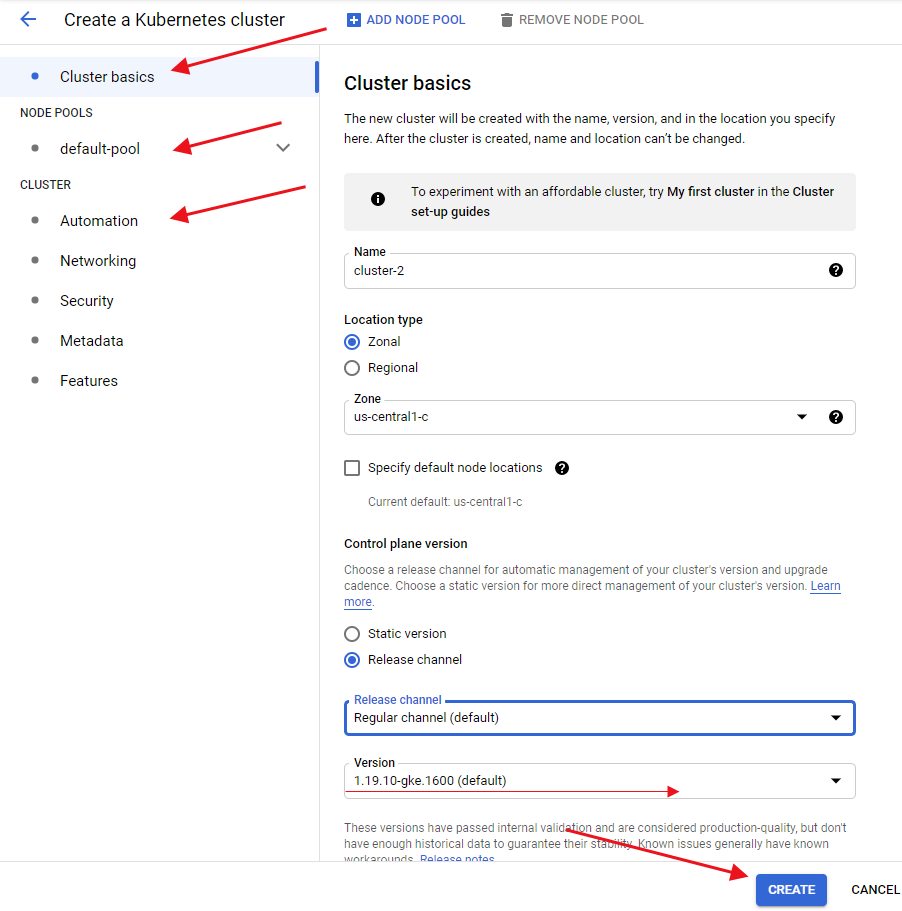 Create a Kubernetes cluster
ADD NODE POOL
REMOVE NODE POOL
Cluster basics
NODE POOLS
default-pool
CLUSTER
Automation
Networking
Security
Metadata
Features
Cluster basics
The new cluster will be created with the name, version, and in the location you specify
here. After the cluster is created, name and location can't be changed.
To experiment with an affordable cluster, try My first cluster in the Cluster
set-up guides
Name
cluster-2
Location type
Zonal
Regional
Zone
us-central1-c
Specify default node locations
Current default: us-central1-c
Control plane version
Choose a release channel for automatic management of your cluster's version and upgrade
cadence. Choose a static version for more direct management of your cluster's version. Learn
more.
Static version
Release channel
Release channel
Regular channel (default)
Version
1.19.10-gke.1600 (default)
These versions have passed internal validation and are considered production-quality, but don't
have enough historical data to guarantee their stability. Known issues generally have known
workarounds. Release notes
CREATE
CANCEL